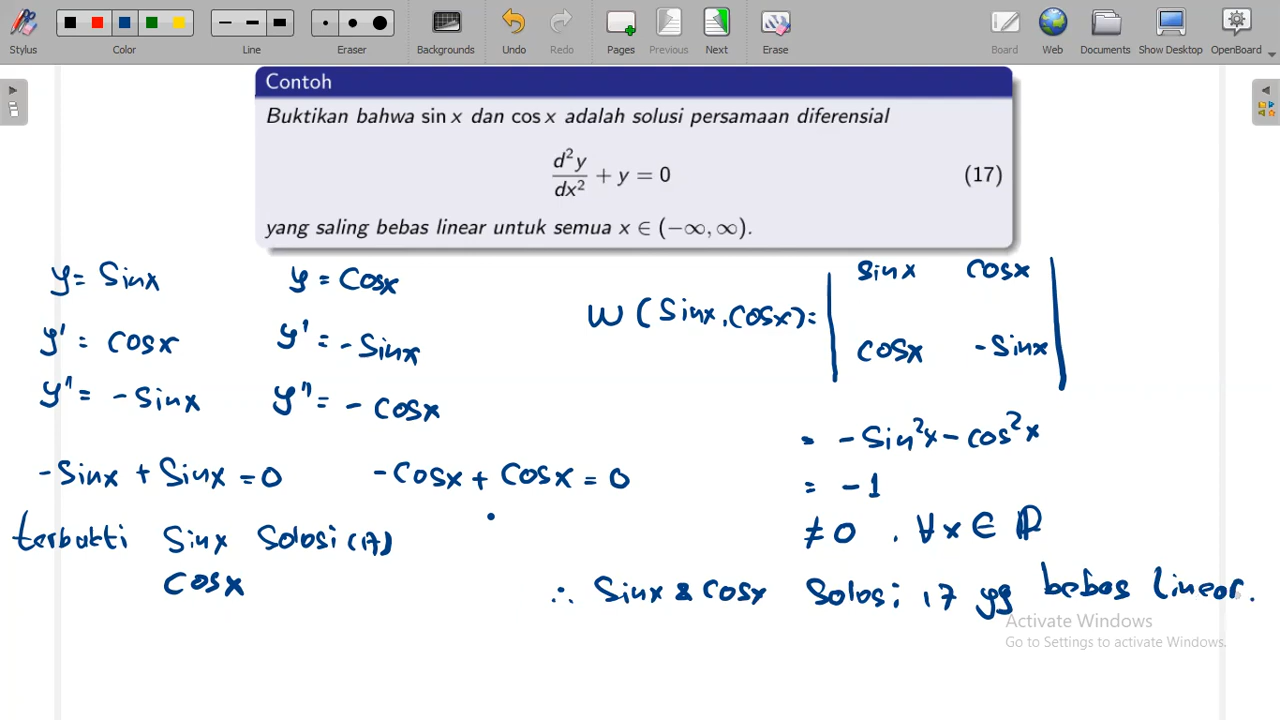 Stylus
Color
Line
Eraser
Backgrounds
Undo
Redo
Pages
Previous
Next
Erase
Board
Web
Documents
Show Desktop
OpenBoard
Contoh
Buktikan bahwa sin x dan cos x adalah solusi persamaan diferensial
d²y/dx² + y = 0 (17)
yang saling bebas linear untuk semua x ∈ (−∞, ∞).
y = Sinx
y' = cosx
y'' = -Sinx
-Sinx + Sinx = 0
y = Cosx
y' = -Sinx
y'' = -cosx
-Cosx + Cosx = 0
terbukti Sinx Solosi (17)
Cosx
W (Sinx, Cosx) = | sinx cosx |
| cosx -Sinx |
= -Sin²x - cos²x
= -1
≠ 0 . ∀x ∈ ℝ
∴ Sinx & Cosx Solosi 17 yg bebas linear.
Activate Windows
Go to Settings to activate Windows.